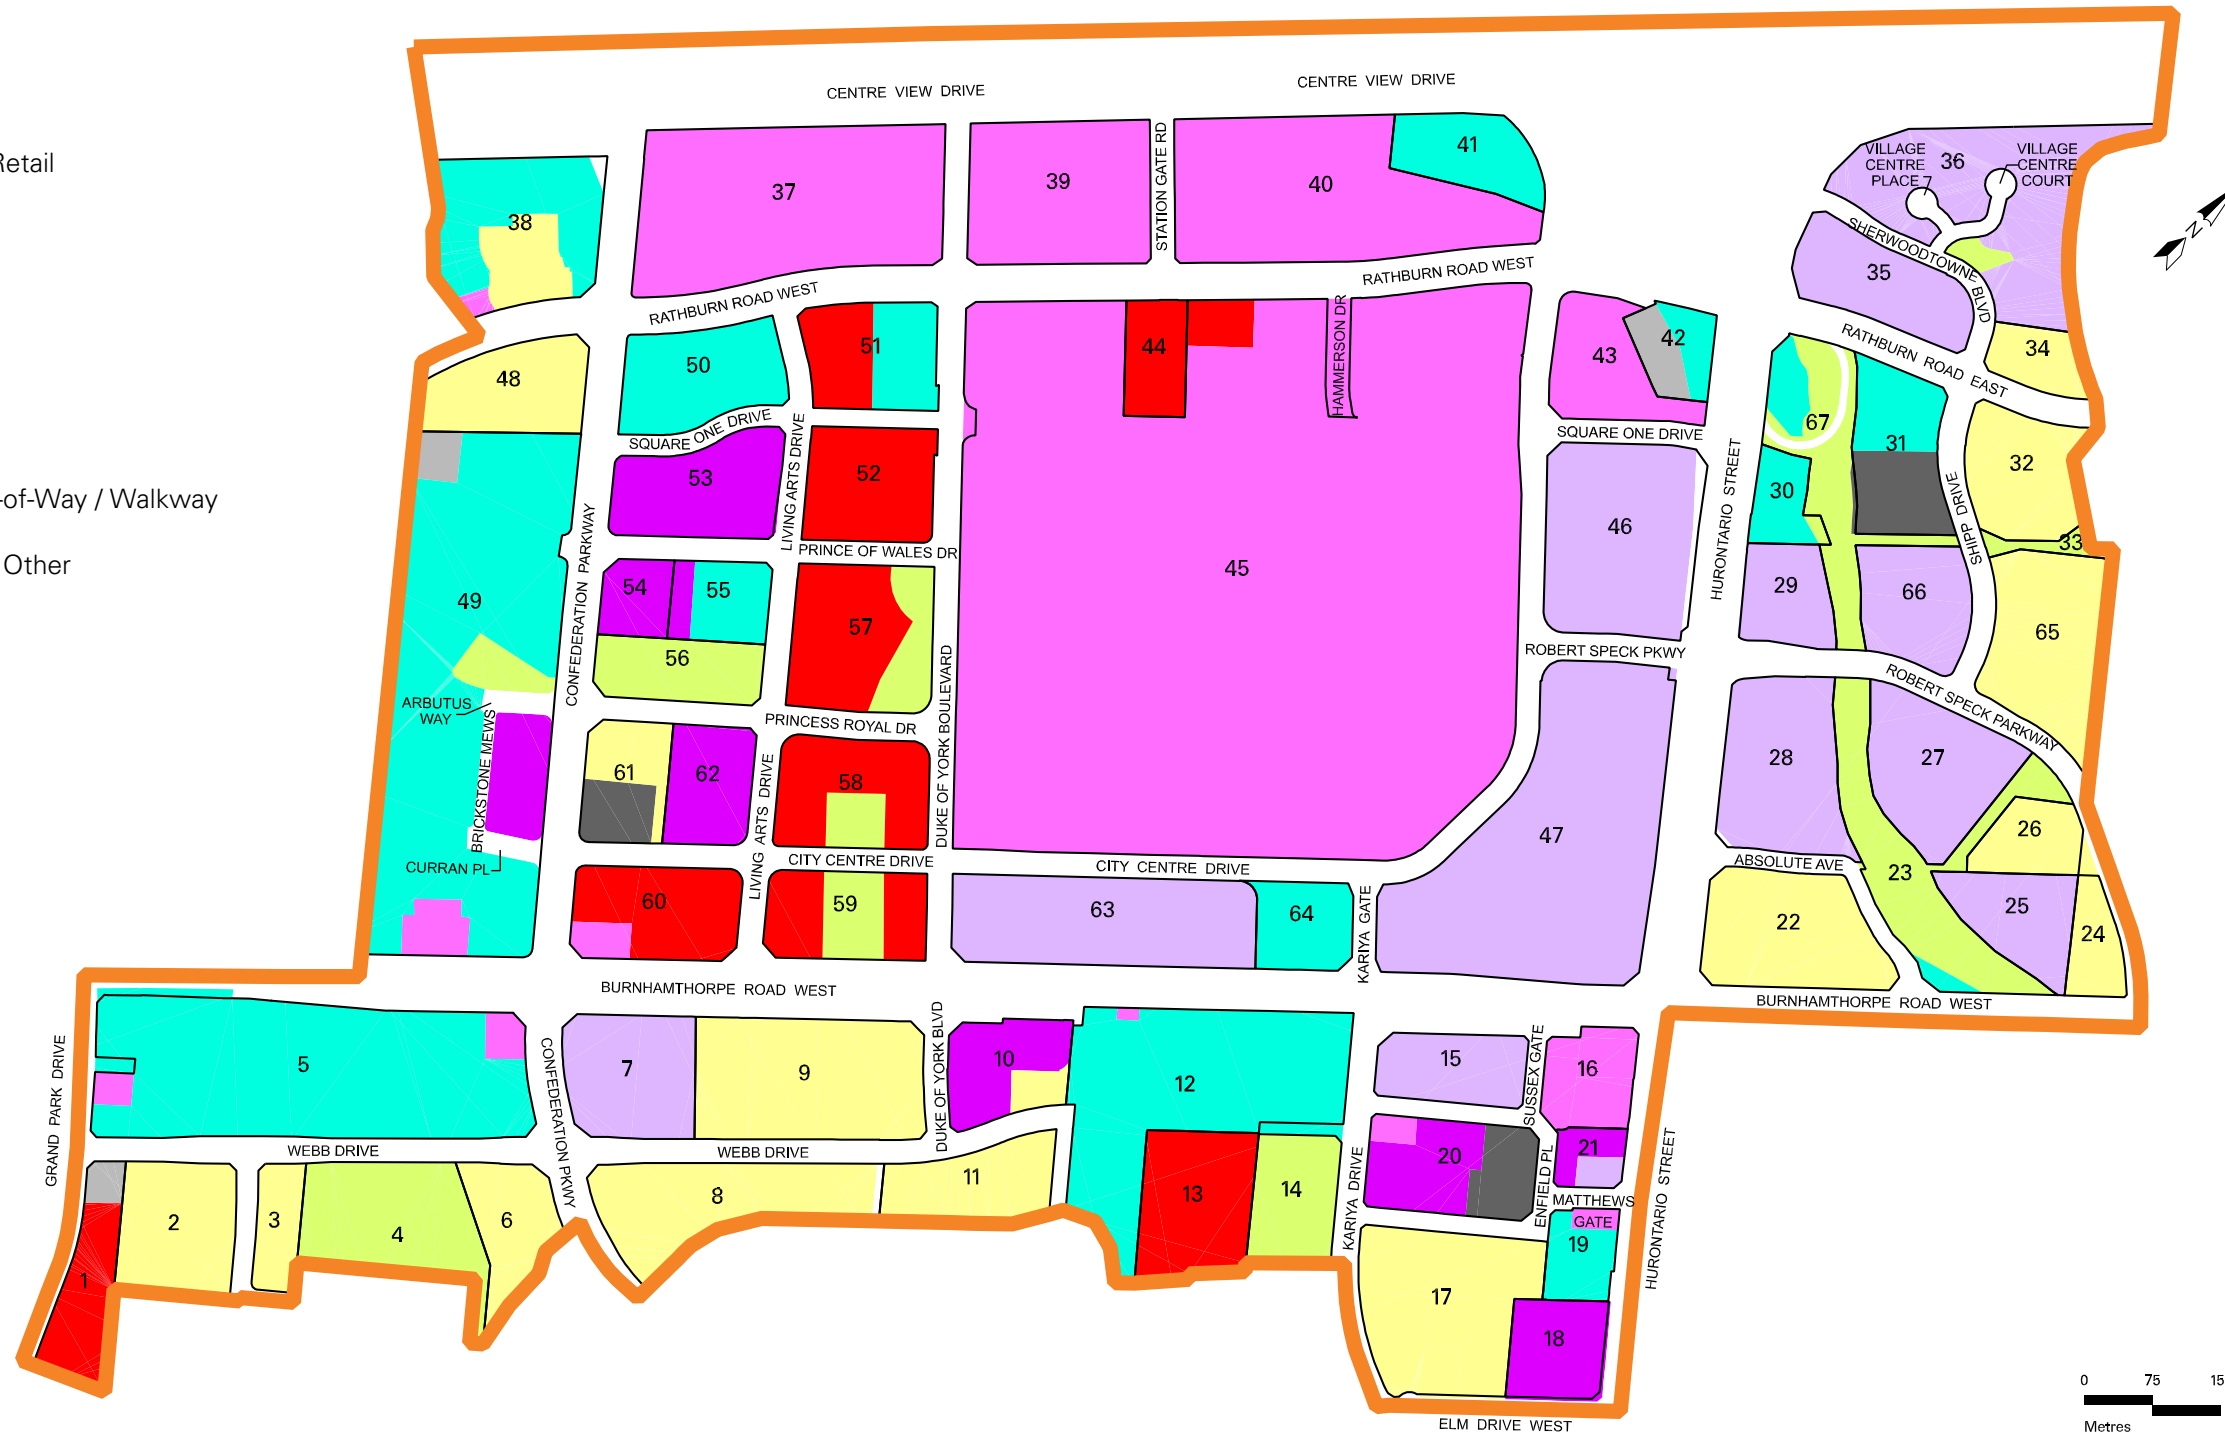 Retail
-of-Way / Walkway
Other
CENTRE VIEW DRIVE
CENTRE VIEW DRIVE
STATION GATE RD
41
37
39
40
38
VILLAGE
CENTRE
PLACE
36
VILLAGE
CENTRE
COURT
N
SHERWOODTOWNE BLVD
35
RATHBURN ROAD WEST
RATHBURN ROAD WEST
RATHBURN ROAD EAST
HAMMERSON DR
51
44
43
42
34
48
50
SQUARE ONE DRIVE
SQUARE ONE DRIVE
LIVING ARTS DRIVE
67
31
32
53
52
30
HURONTARIO STREET
SHIPP DRIVE
46
CONFEDERATION PARKWAY
PRINCE OF WALES DR
33
45
49
54
55
57
29
66
65
56
ROBERT SPECK PKWY
ROBERT SPECK PARKWAY
ARBUTUS
WAY
BRICKSTONE MEWS
PRINCESS ROYAL DR
DUKE OF YORK BOULEVARD
61
62
58
28
27
47
26
LIVING ARTS DRIVE
CURRAN PL
CITY CENTRE DRIVE
CITY CENTRE DRIVE
ABSOLUTE AVE
23
60
59
63
64
KARIYA GATE
22
25
24
BURNHAMTHORPE ROAD WEST
BURNHAMTHORPE ROAD WEST
GRAND PARK DRIVE
5
CONFEDERATION PKWY
7
9
DUKE OF YORK BLVD
10
12
15
SUSSEX GATE
16
WEBB DRIVE
WEBB DRIVE
20
21
ENFIELD PL
MATTHEWS
GATE
HURONTARIO STREET
KARIYA DRIVE
1
2
3
4
6
8
11
13
14
19
17
18
ELM DRIVE WEST
0 75 15
Metres